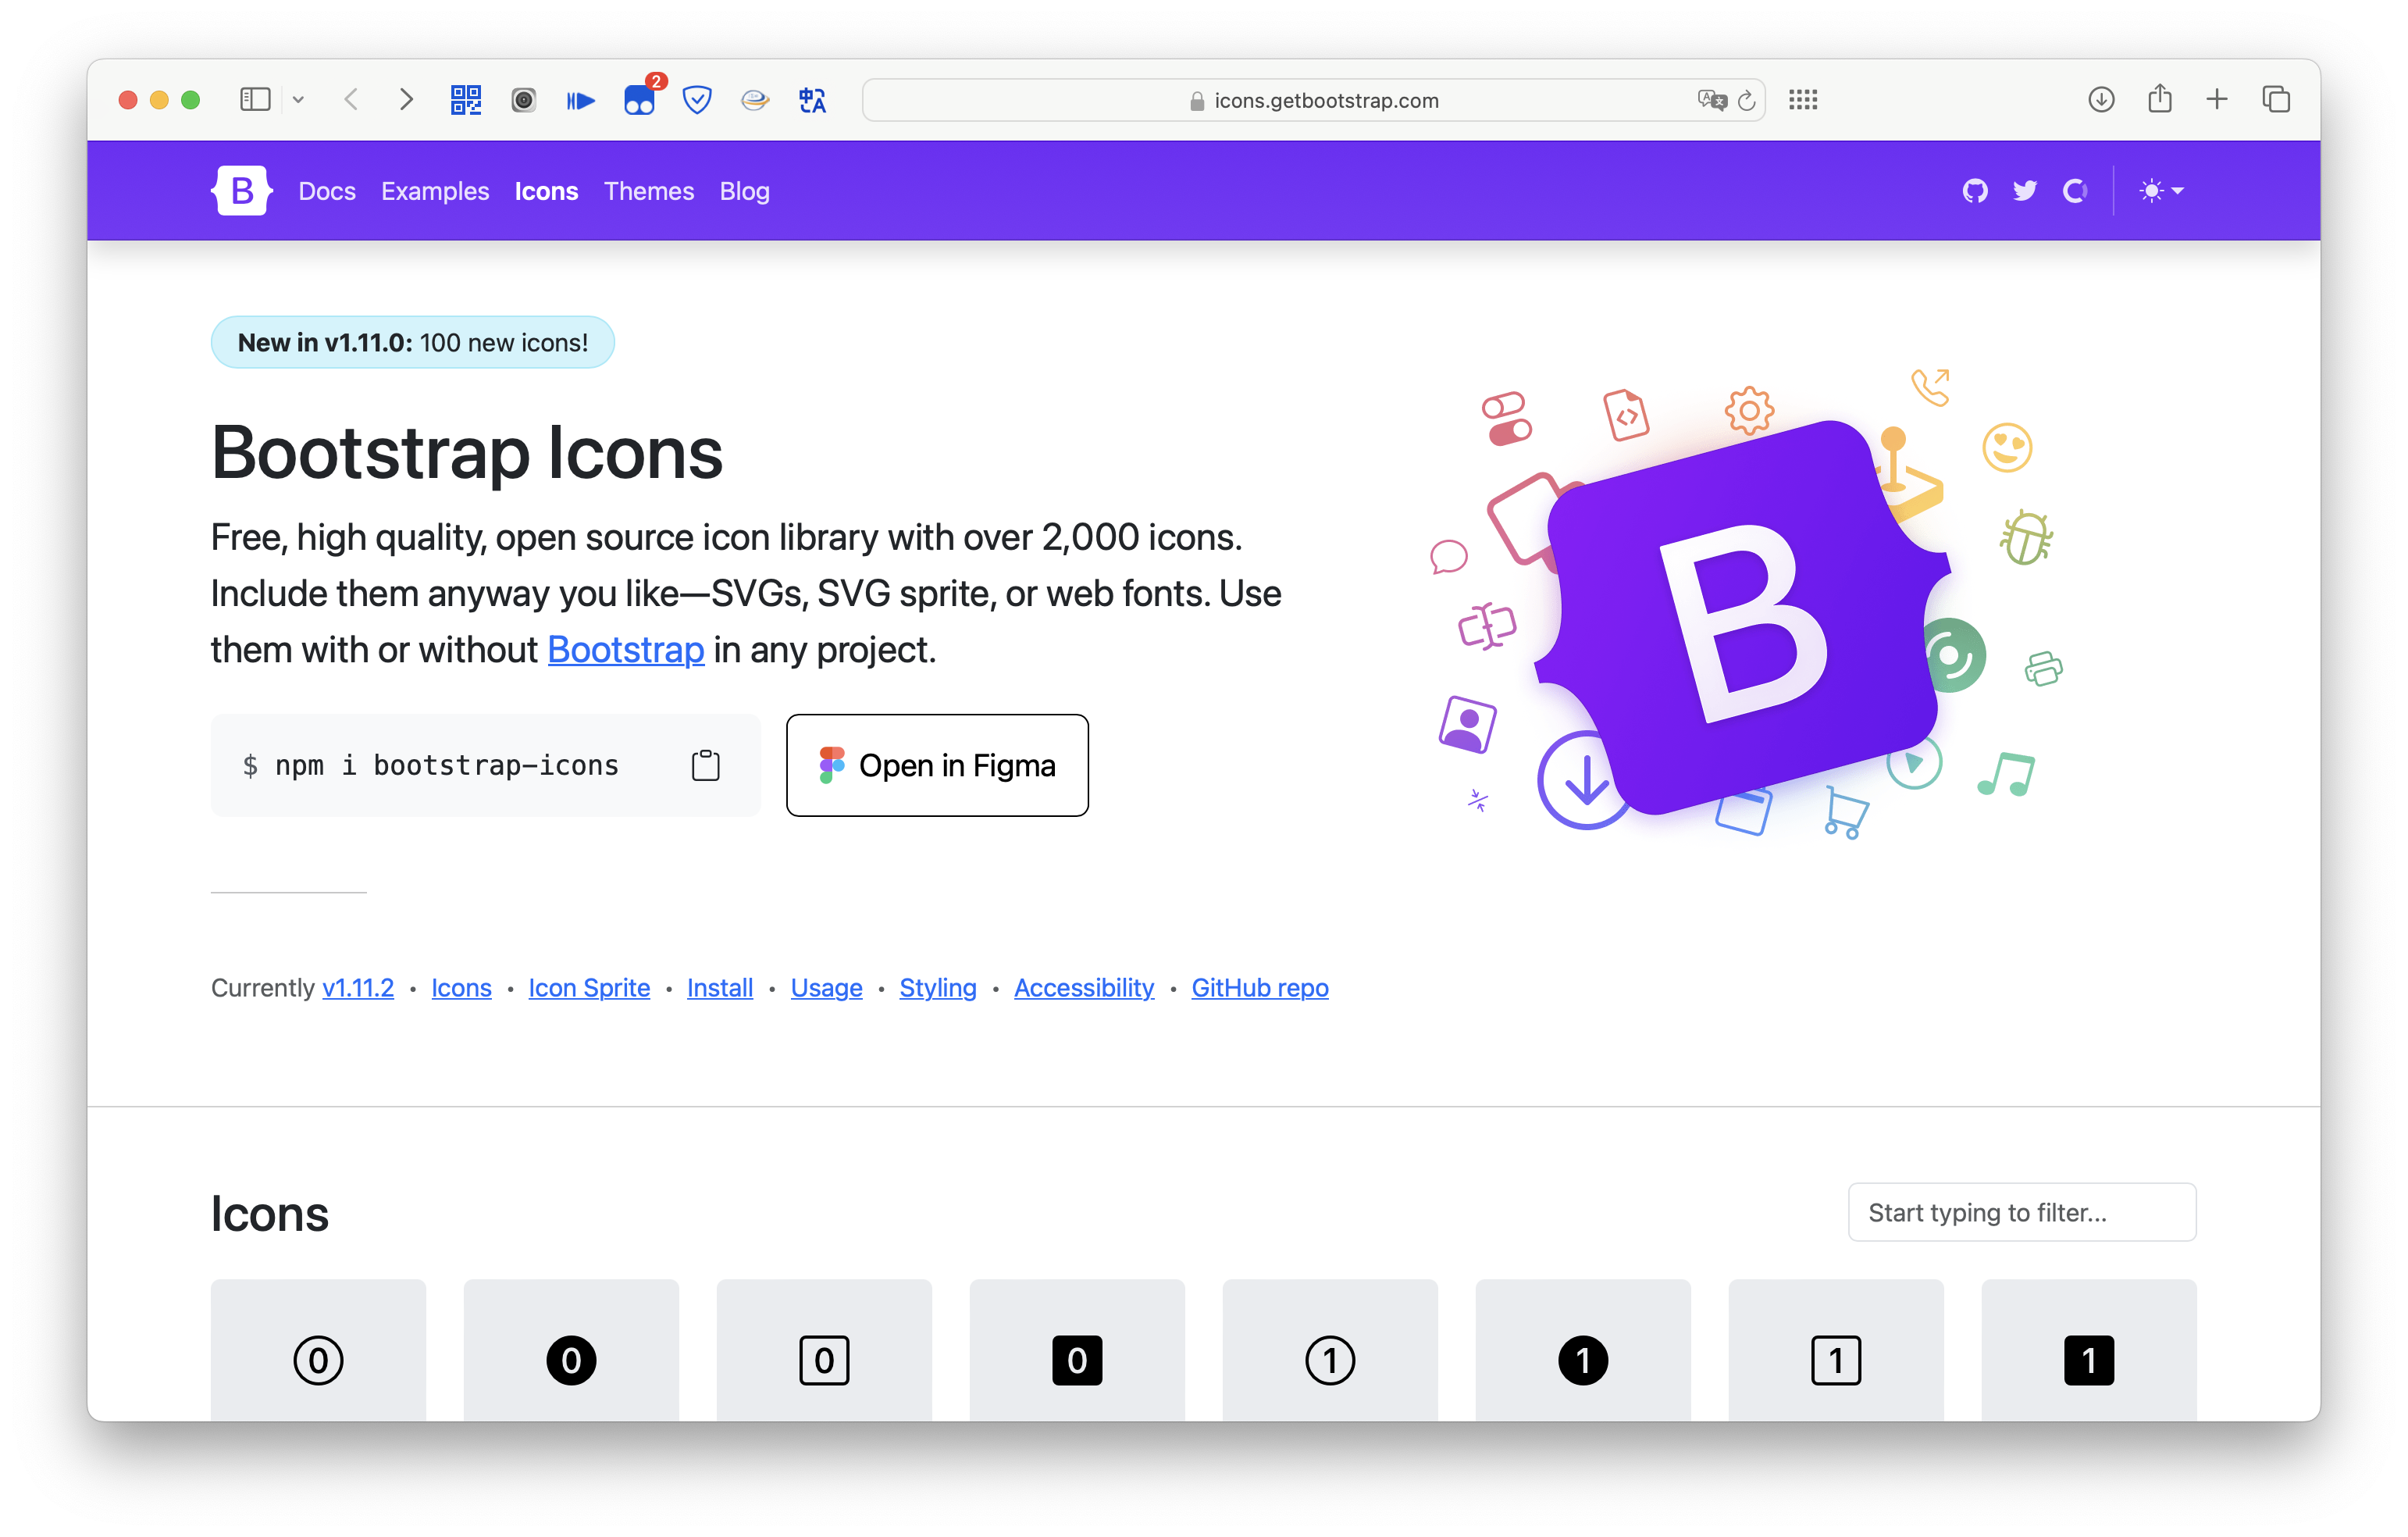 2
icons.getbootstrap.com
B Docs Examples Icons Themes Blog
New in v1.11.0: 100 new icons!
Bootstrap Icons
Free, high quality, open source icon library with over 2,000 icons.
Include them anyway you like—SVGs, SVG sprite, or web fonts. Use
them with or without Bootstrap in any project.
B
$ npm i bootstrap-icons
Open in Figma
Currently v1.11.2 • Icons • Icon Sprite • Install • Usage • Styling • Accessibility • GitHub repo
Icons
Start typing to filter...
0 0 0 0 1 1 1 1